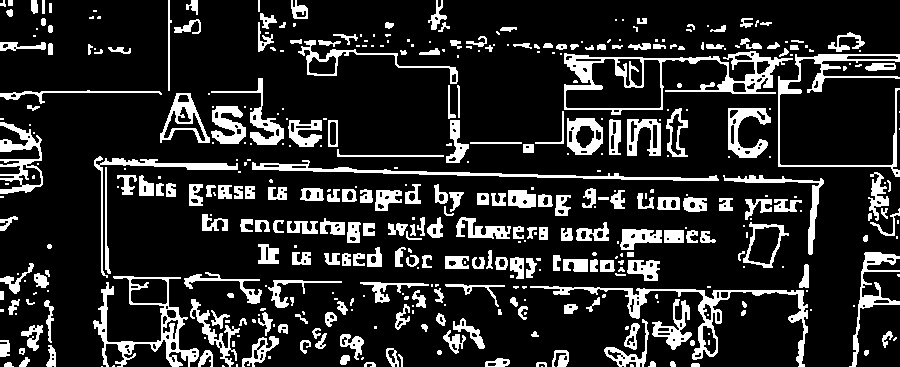 Asse oint C
This grass is managed by cutting 3-4 times a year
to encourage wild flowers and grasses.
It is used for ecology training